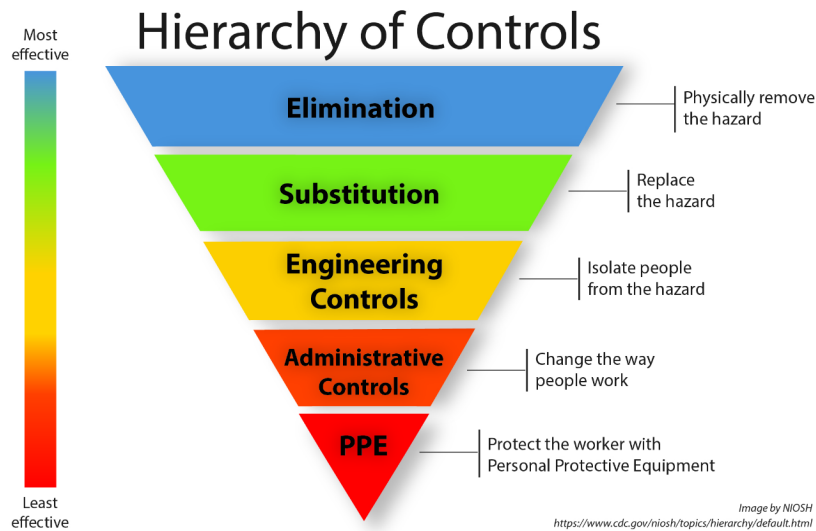 Hierarchy of Controls
Most
effective
Elimination
Physically remove
the hazard
Substitution
Replace
the hazard
Engineering
Controls
Isolate people
from the hazard
Administrative
Controls
Change the way
people work
PPE
Protect the worker with
Personal Protective Equipment
Least
effective
Image by NIOSH
https://www.cdc.gov/niosh/topics/hierarchy/default.html